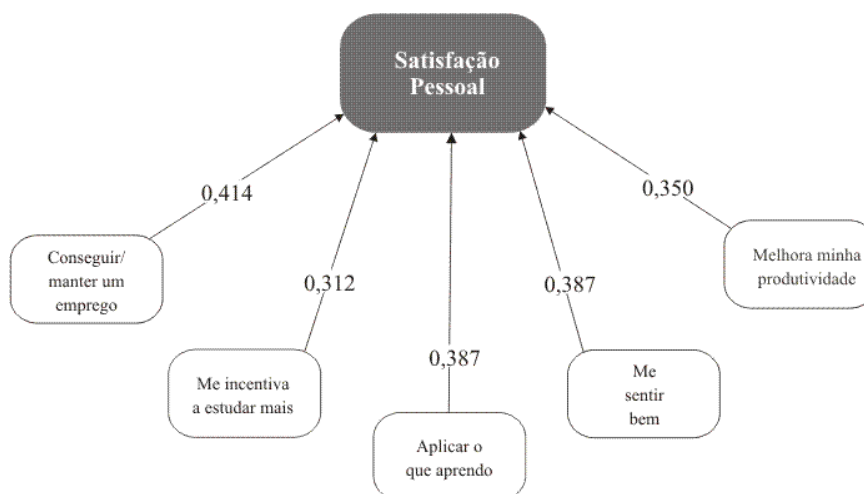 Satisfação
Pessoal
0,414
0,312
0,387
0,387
0,350
Conseguir/
manter um
emprego
Me incentiva
a estudar mais
Aplicar o
que aprendo
Me
sentir
bem
Melhora minha
produtividade